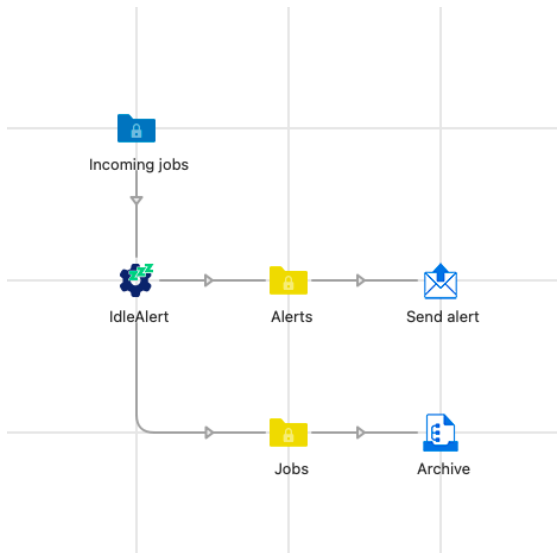 Incoming jobs
IdleAlert
Alerts
Send alert
Jobs
Archive